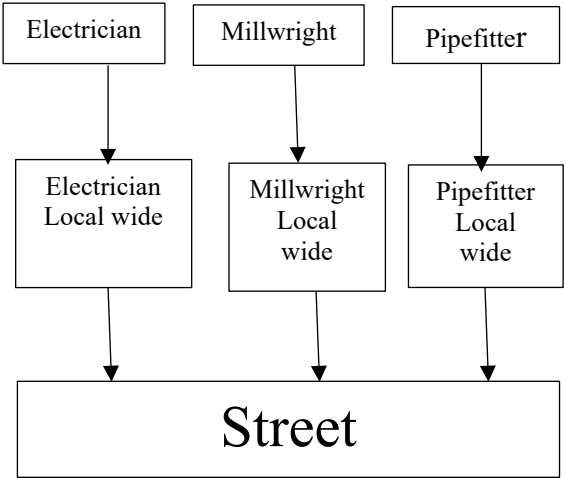 Electrician
Millwright
Pipefitter
Electrician
Local wide
Millwright
Local
wide
Pipefitter
Local
wide
Street